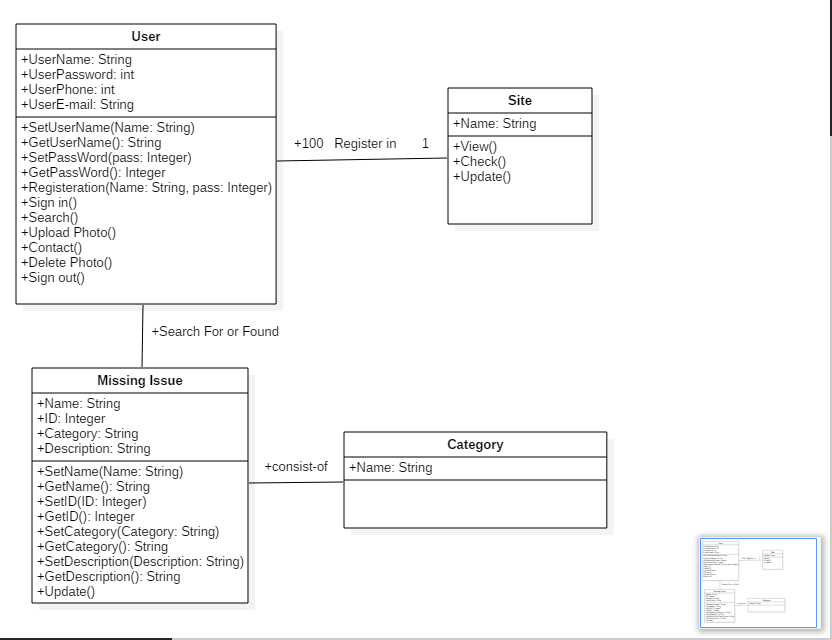 User
+UserName: String
+UserPassword: int
+UserPhone: int
+UserE-mail: String
+SetUserName(Name: String)
+GetUserName(): String
+SetPassWord(pass: Integer)
+GetPassWord(): Integer
+Registeration(Name: String, pass: Integer)
+Sign in()
+Search()
+Upload Photo()
+Contact()
+Delete Photo()
+Sign out()
+100 Register in 1
Site
+Name: String
+View()
+Check()
+Update()
+Search For or Found
Missing Issue
+Name: String
+ID: Integer
+Category: String
+Description: String
+SetName(Name: String)
+GetName(): String
+SetID(ID: Integer)
+GetID(): Integer
+SetCategory(Category: String)
+GetCategory(): String
+SetDescription(Description: String)
+GetDescription(): String
+Update()
+consist-of
Category
+Name: String